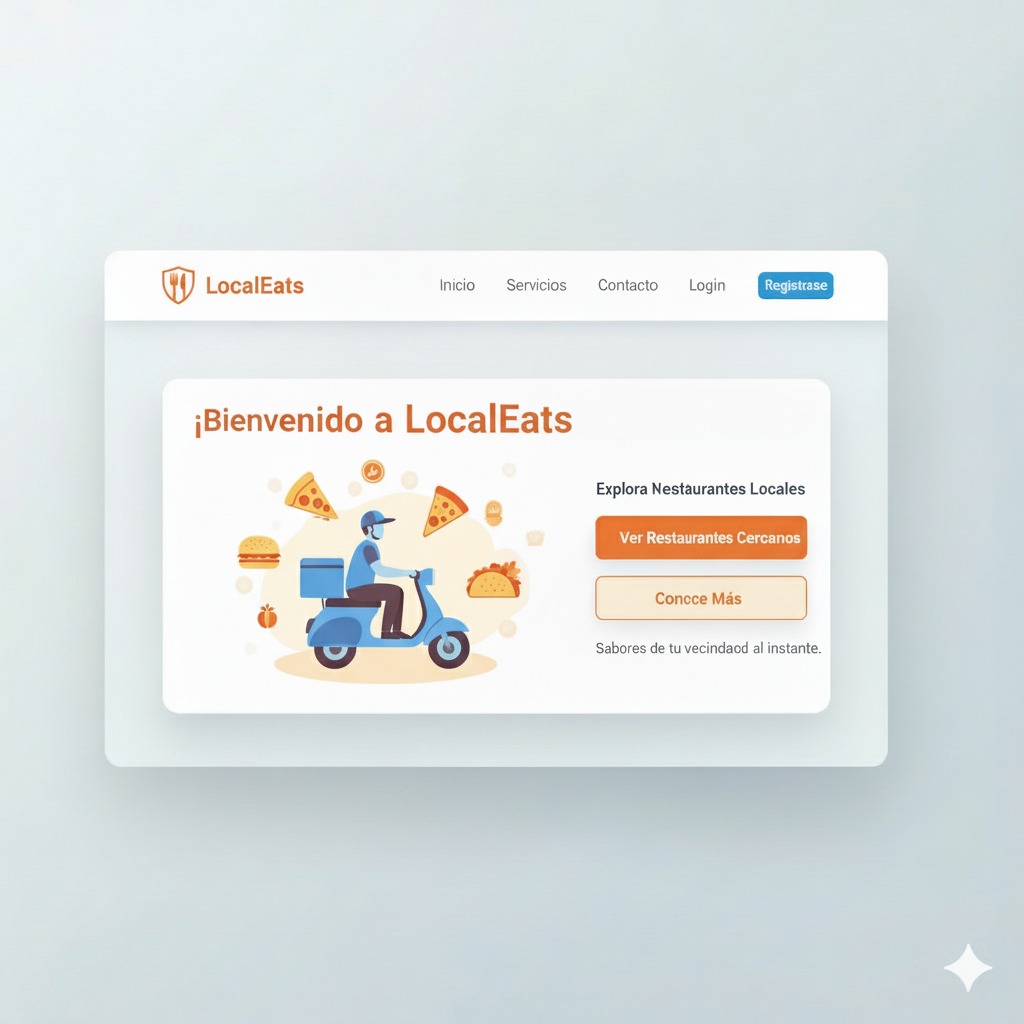 LocalEats
Inicio
Servicios
Contacto
Login
Registrase
¡Bienvenido a LocalEats
Explora Nestaurantes Locales
Ver Restaurantes Cercanos
Concce Más
Sabores de tu vecindaod al instante.